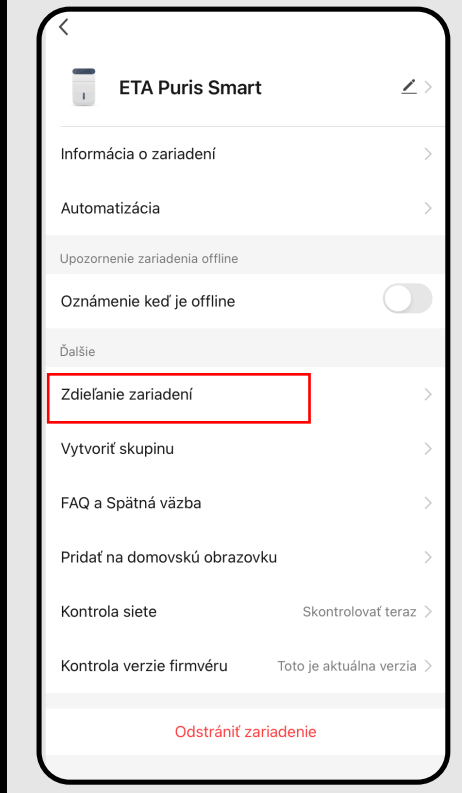 ETA Puris Smart
Informácia o zariadení
Automatizácia
Upozornenie zariadenia offline
Oznámenie keď je offline
Ďalšie
Zdieľanie zariadení
Vytvoriť skupinu
FAQ a Spätná väzba
Pridať na domovskú obrazovku
Kontrola siete Skontrolovať teraz
Kontrola verzie firmvéru Toto je aktuálna verzia
Odstrániť zariadenie